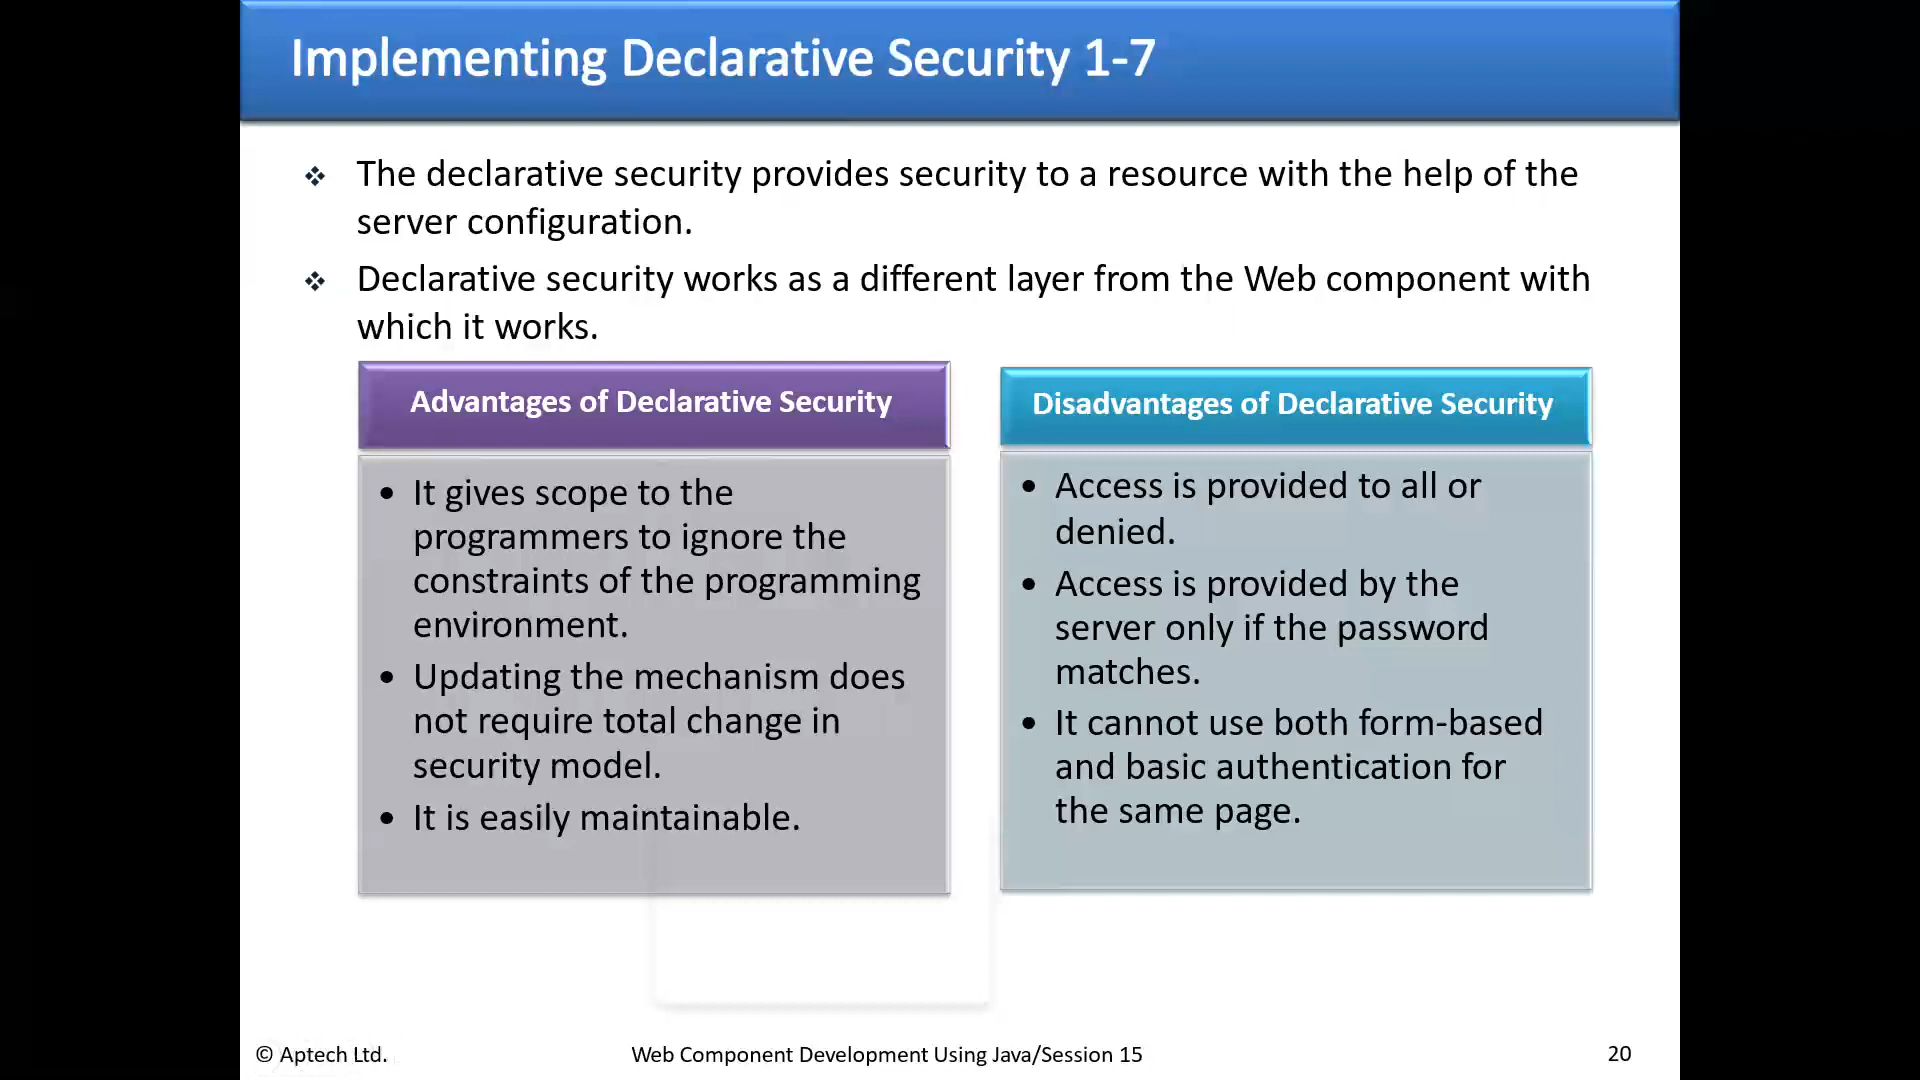 Implementing Declarative Security 1-7
❖ The declarative security provides security to a resource with the help of the
server configuration.
❖ Declarative security works as a different layer from the Web component with
which it works.
Advantages of Declarative Security
• It gives scope to the
programmers to ignore the
constraints of the programming
environment.
• Updating the mechanism does
not require total change in
security model.
• It is easily maintainable.
Disadvantages of Declarative Security
• Access is provided to all or
denied.
• Access is provided by the
server only if the password
matches.
• It cannot use both form-based
and basic authentication for
the same page.
© Aptech Ltd.
Web Component Development Using Java/Session 15
20